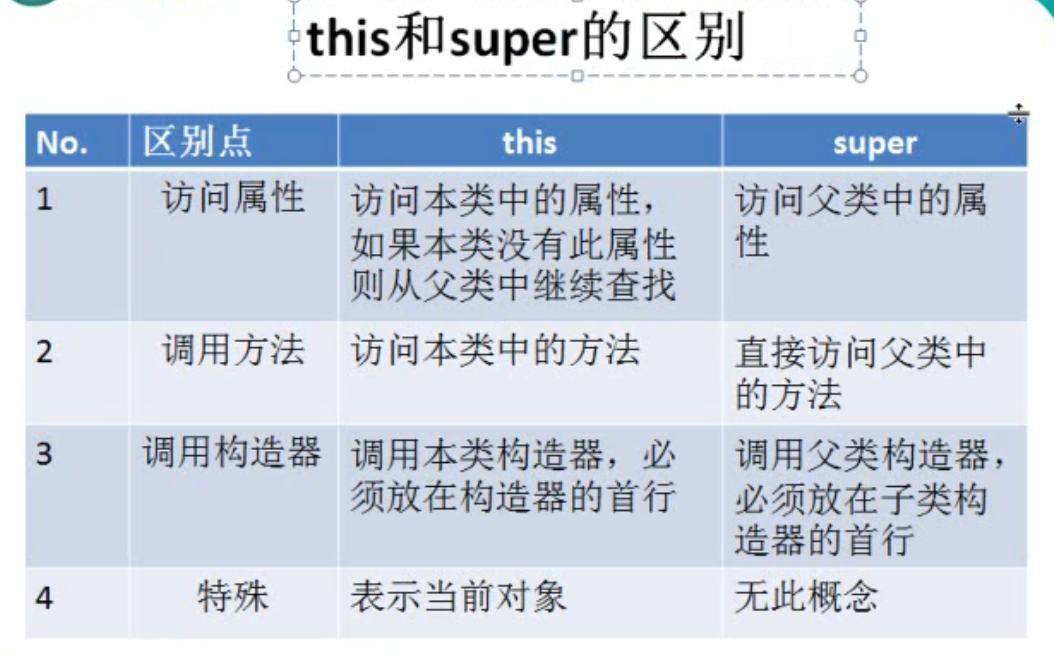 this和super的区别
No. 区别点 this super
1 访问属性 访问本类中的属性，如果本类没有此属性则从父类中继续查找 访问父类中的属性
2 调用方法 访问本类中的方法 直接访问父类中的方法
3 调用构造器 调用本类构造器，必须放在构造器的首行 调用父类构造器，必须放在子类构造器的首行
4 特殊 表示当前对象 无此概念